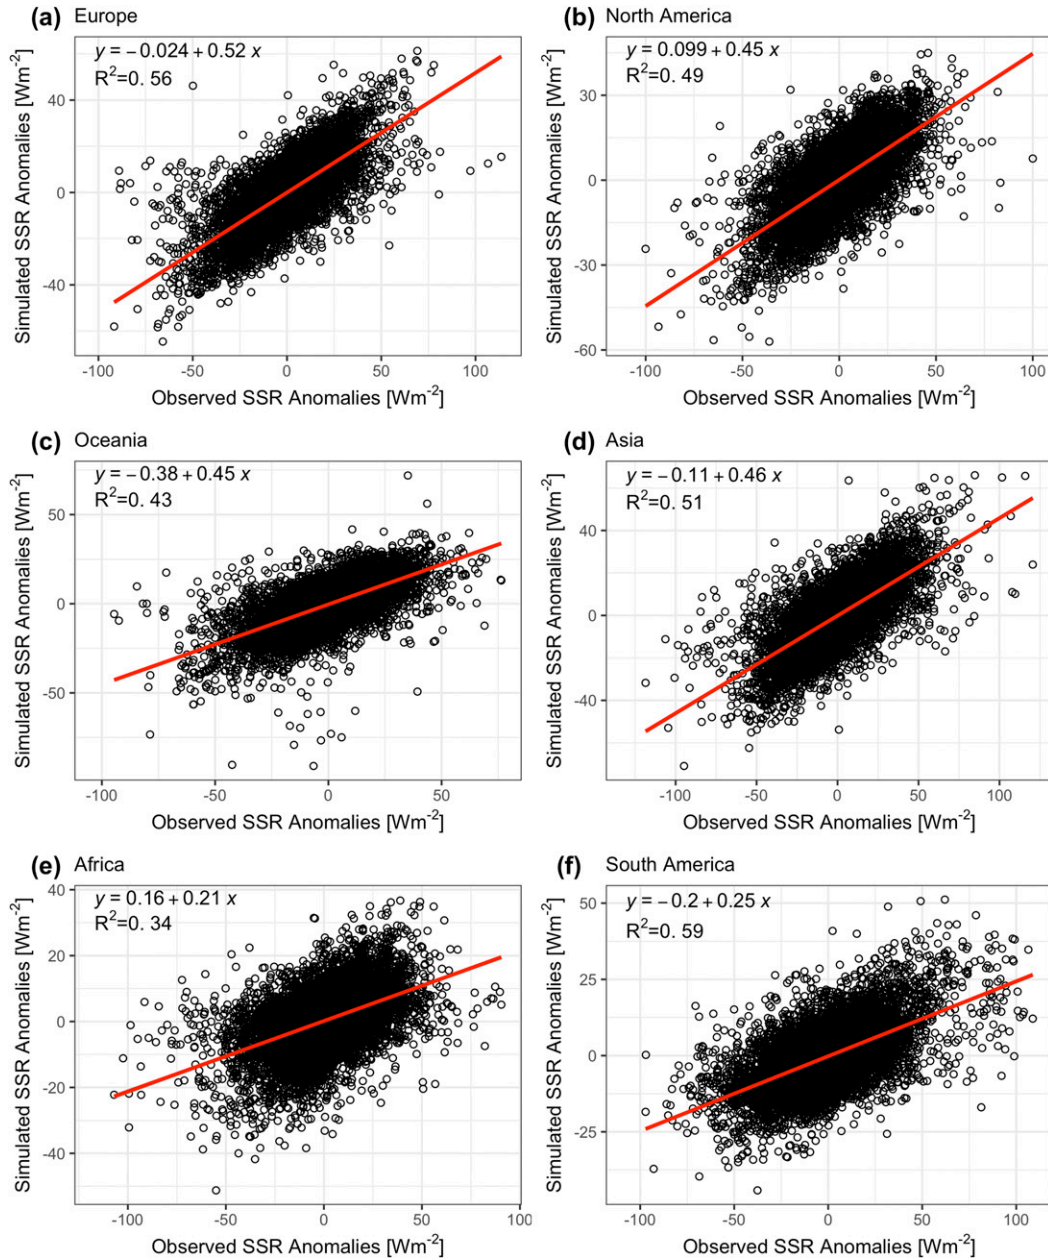 (a) Europe
y = −0.024 + 0.52 x
R²=0. 56
40
0
-40
-100 -50 0 50 100
Simulated SSR Anomalies [Wm⁻²]
Observed SSR Anomalies [Wm⁻²]
(b) North America
y = 0.099 + 0.45 x
R²=0. 49
30
0
-30
-60
-100 -50 0 50 100
Simulated SSR Anomalies [Wm⁻²]
Observed SSR Anomalies [Wm⁻²]
(c) Oceania
y = −0.38 + 0.45 x
R²=0. 43
50
0
-50
-100 -50 0 50
Simulated SSR Anomalies [Wm⁻²]
Observed SSR Anomalies [Wm⁻²]
(d) Asia
y = −0.11 + 0.46 x
R²=0. 51
40
0
-40
-100 -50 0 50 100
Simulated SSR Anomalies [Wm⁻²]
Observed SSR Anomalies [Wm⁻²]
(e) Africa
y = 0.16 + 0.21 x
R²=0. 34
40
20
0
-20
-40
-100 -50 0 50 100
Simulated SSR Anomalies [Wm⁻²]
Observed SSR Anomalies [Wm⁻²]
(f) South America
y = −0.2 + 0.25 x
R²=0. 59
50
25
0
-25
-100 -50 0 50 100
Simulated SSR Anomalies [Wm⁻²]
Observed SSR Anomalies [Wm⁻²]